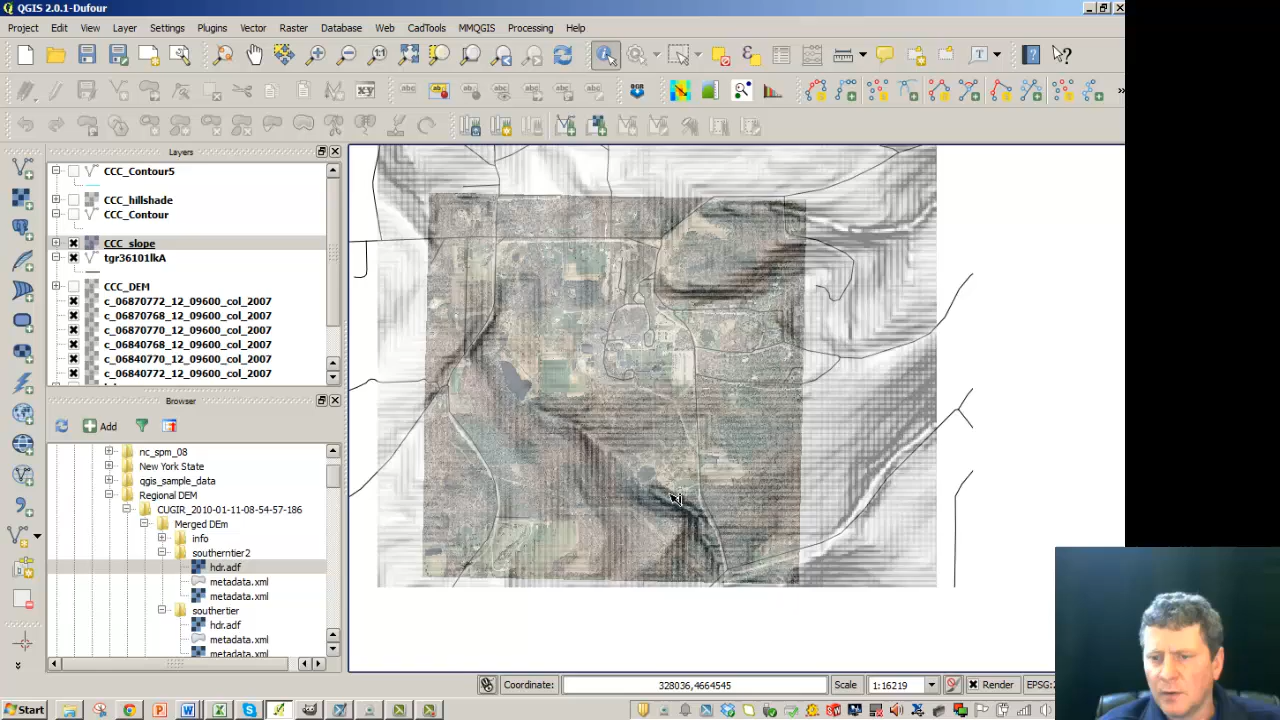 QGIS 2.0.1-Dufour
Project Edit View Layer Settings Plugins Vector Raster Database Web CadTools MMQGIS Processing Help
Layers
CCC_Contour5
CCC_hillshade
CCC_Contour
CCC_slope
tgr36101lkA
CCC_DEM
c_06870772_12_09600_col_2007
c_06870768_12_09600_col_2007
c_06870770_12_09600_col_2007
c_06840768_12_09600_col_2007
c_06840770_12_09600_col_2007
c_06840772_12_09600_col_2007
Browser
Add
nc_spm_08
New York State
qgis_sample_data
Regional DEM
CUGIR_2010-01-11-08-54-57-186
Merged DEm
info
southerntier2
hdr.adf
metadata.xml
metadata.xml
southertier
hdr.adf
metadata.xml
metadata.xml
Coordinate: 328036,4664545 Scale 1:16219 Render EPSG:2
Start